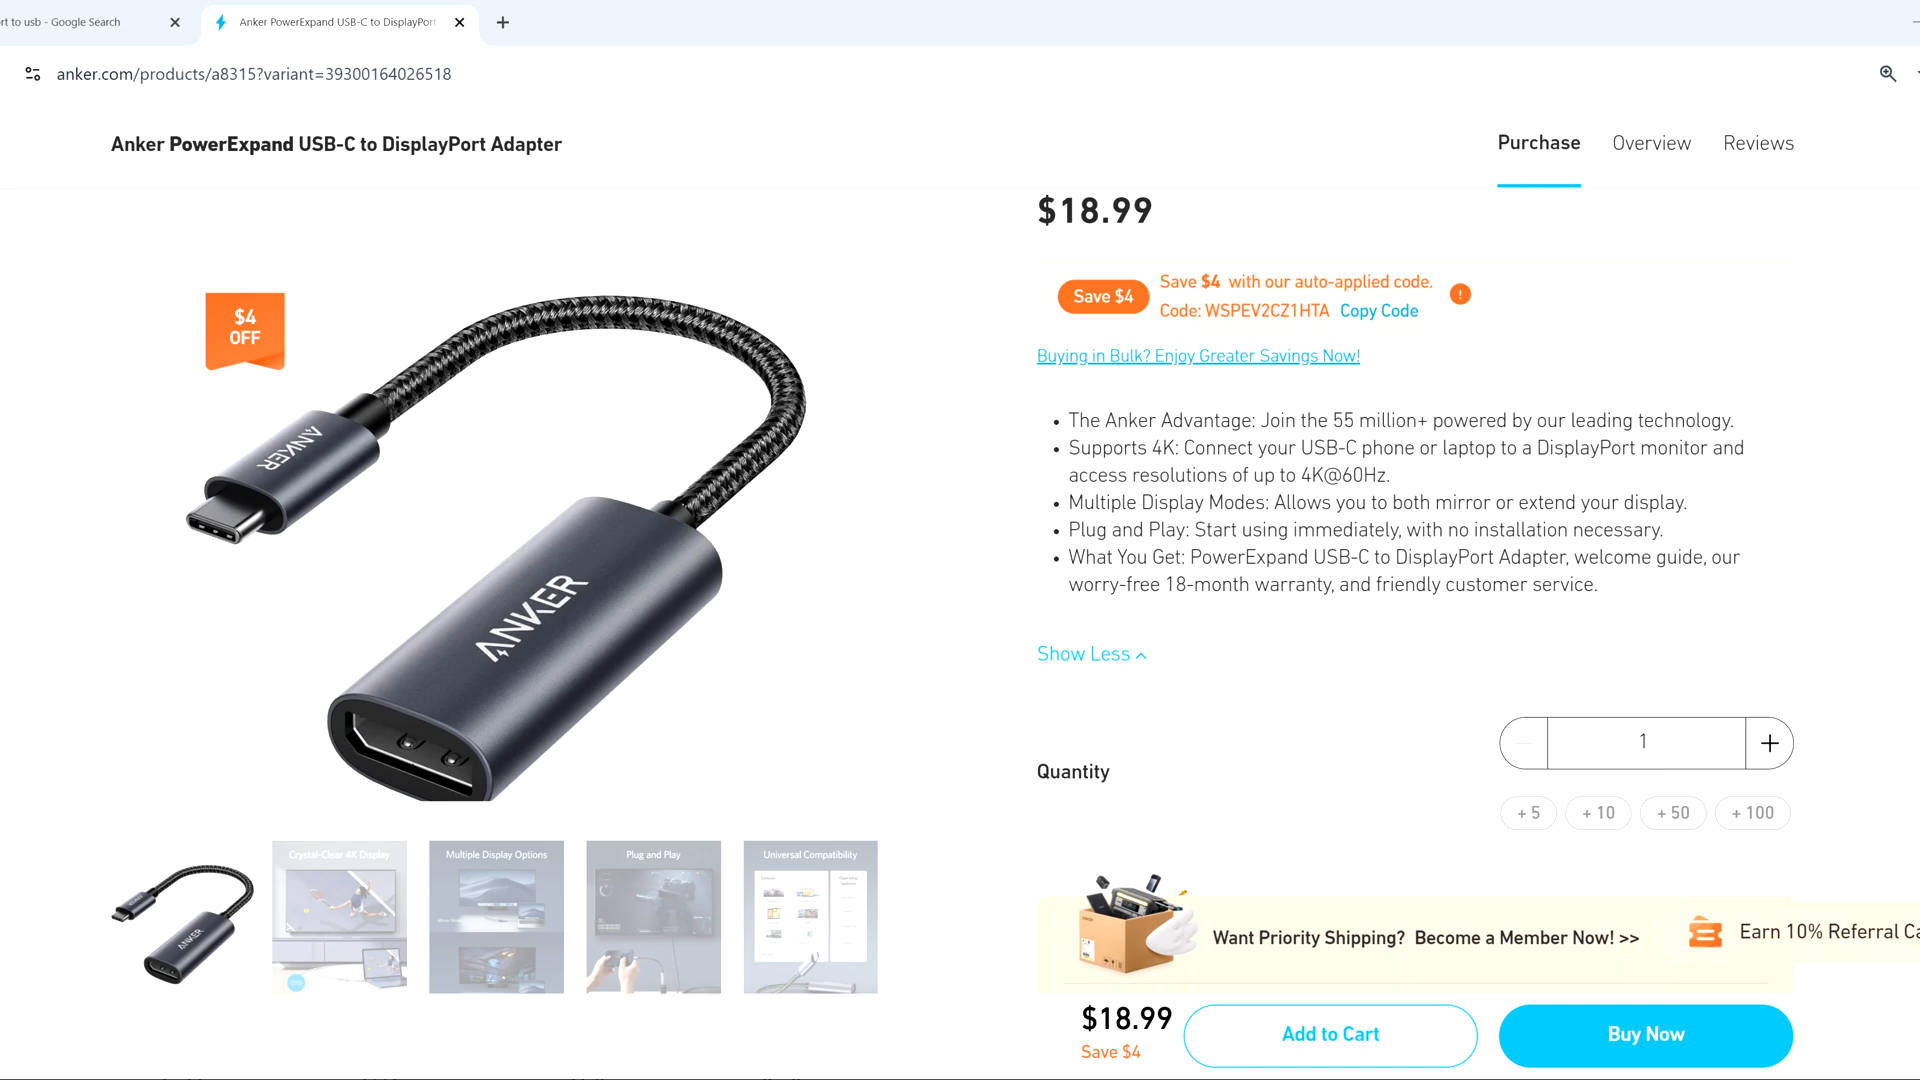 rt to usb - Google Search
Anker PowerExpand USB-C to DisplayPort
anker.com/products/a8315?variant=39300164026518
Anker PowerExpand USB-C to DisplayPort Adapter
Purchase
Overview
Reviews
$18.99
$4
OFF
ANKER
ANKER
Save $4
Save $4 with our auto-applied code.
Code: WSPEV2CZ1HTA Copy Code
Buying in Bulk? Enjoy Greater Savings Now!
• The Anker Advantage: Join the 55 million+ powered by our leading technology.
• Supports 4K: Connect your USB-C phone or laptop to a DisplayPort monitor and
access resolutions of up to 4K@60Hz.
• Multiple Display Modes: Allows you to both mirror or extend your display.
• Plug and Play: Start using immediately, with no installation necessary.
• What You Get: PowerExpand USB-C to DisplayPort Adapter, welcome guide, our
worry-free 18-month warranty, and friendly customer service.
Show Less
Quantity
1
+ 5
+ 10
+ 50
+ 100
ANKER
Crystal-Clear 4K Display
Multiple Display Options
Plug and Play
Universal Compatibility
Want Priority Shipping? Become a Member Now! >>
Earn 10% Referral Ca
$18.99
Save $4
Add to Cart
Buy Now